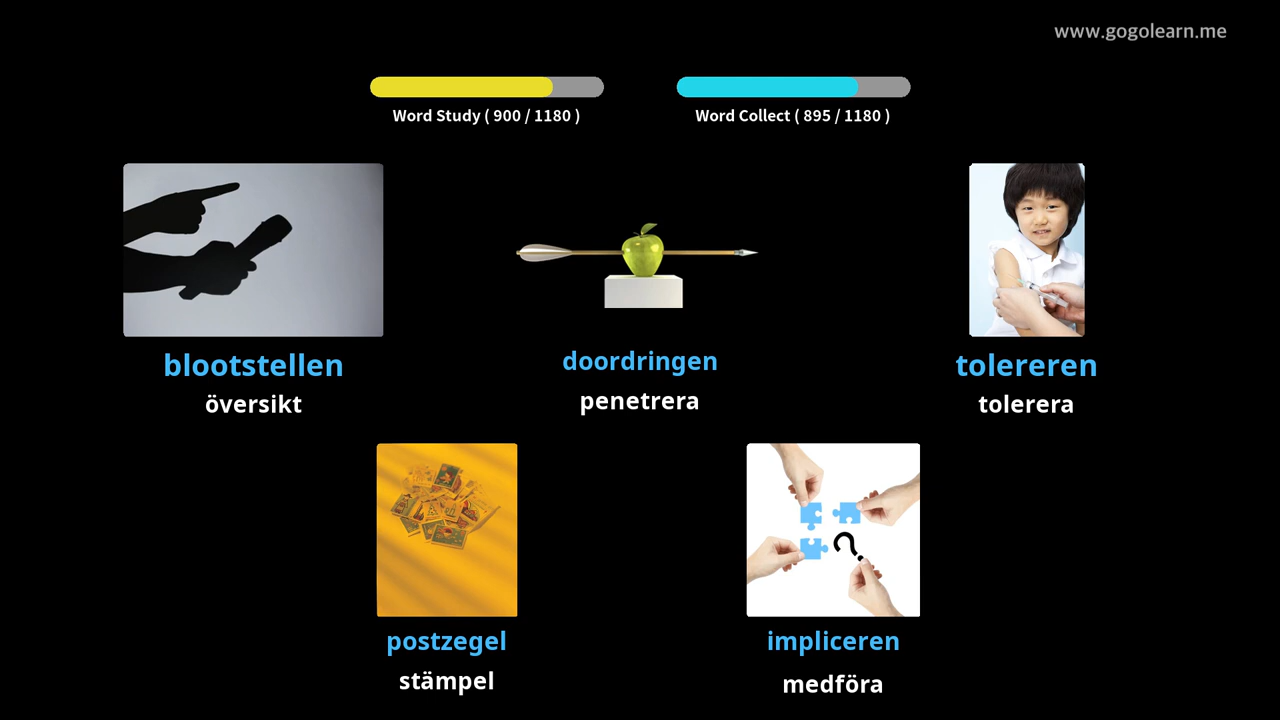 www.gogolearn.me
Word Study ( 900 / 1180 )
Word Collect ( 895 / 1180 )
blootstellen
översikt
doordringen
penetrera
tolereren
tolerera
postzegel
stämpel
impliceren
medföra